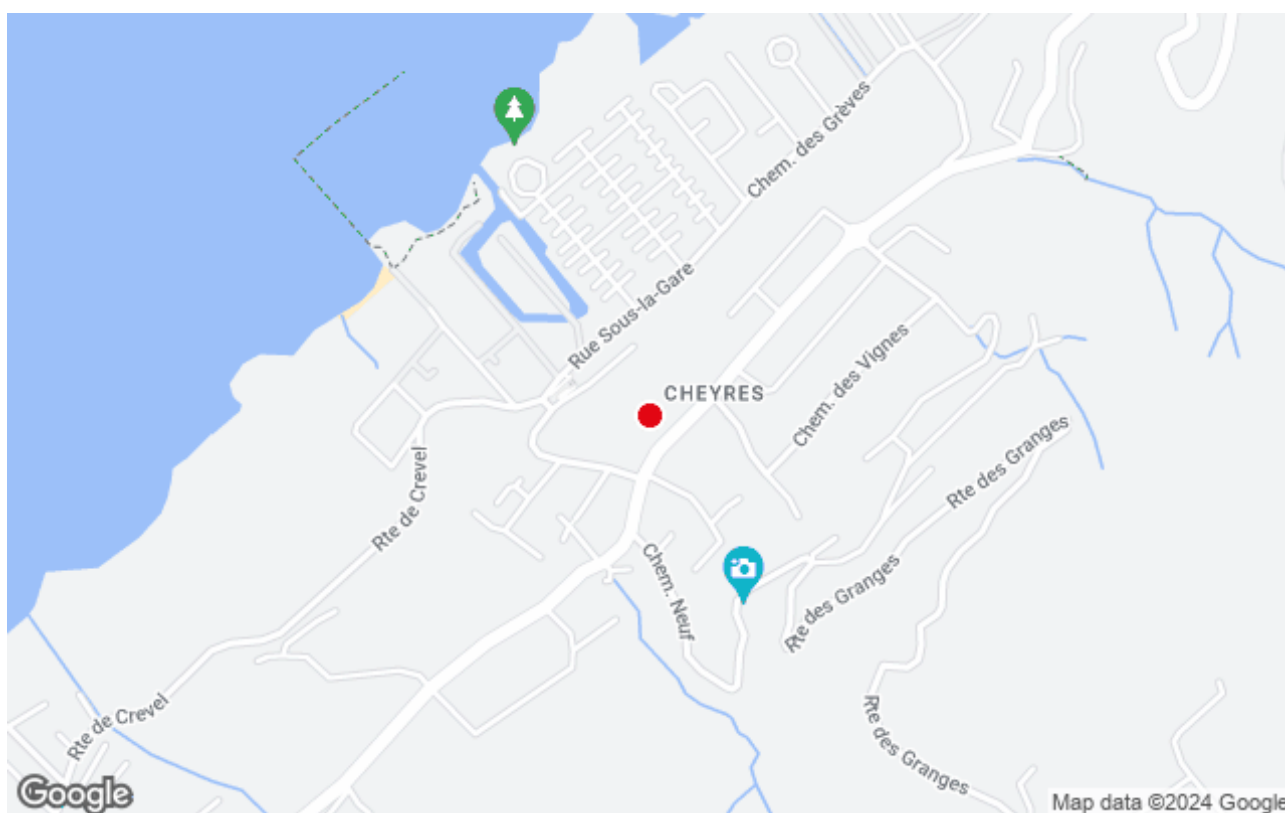 Chem. des Grèves
Rue Sous-la-Gare
CHEYRES
Chem. des Vignes
Rte de Crevel
Rte des Granges
Chem. Neuf
Rte des Granges
Rte de Crevel
Rte des Granges
Google
Map data ©2024 Google